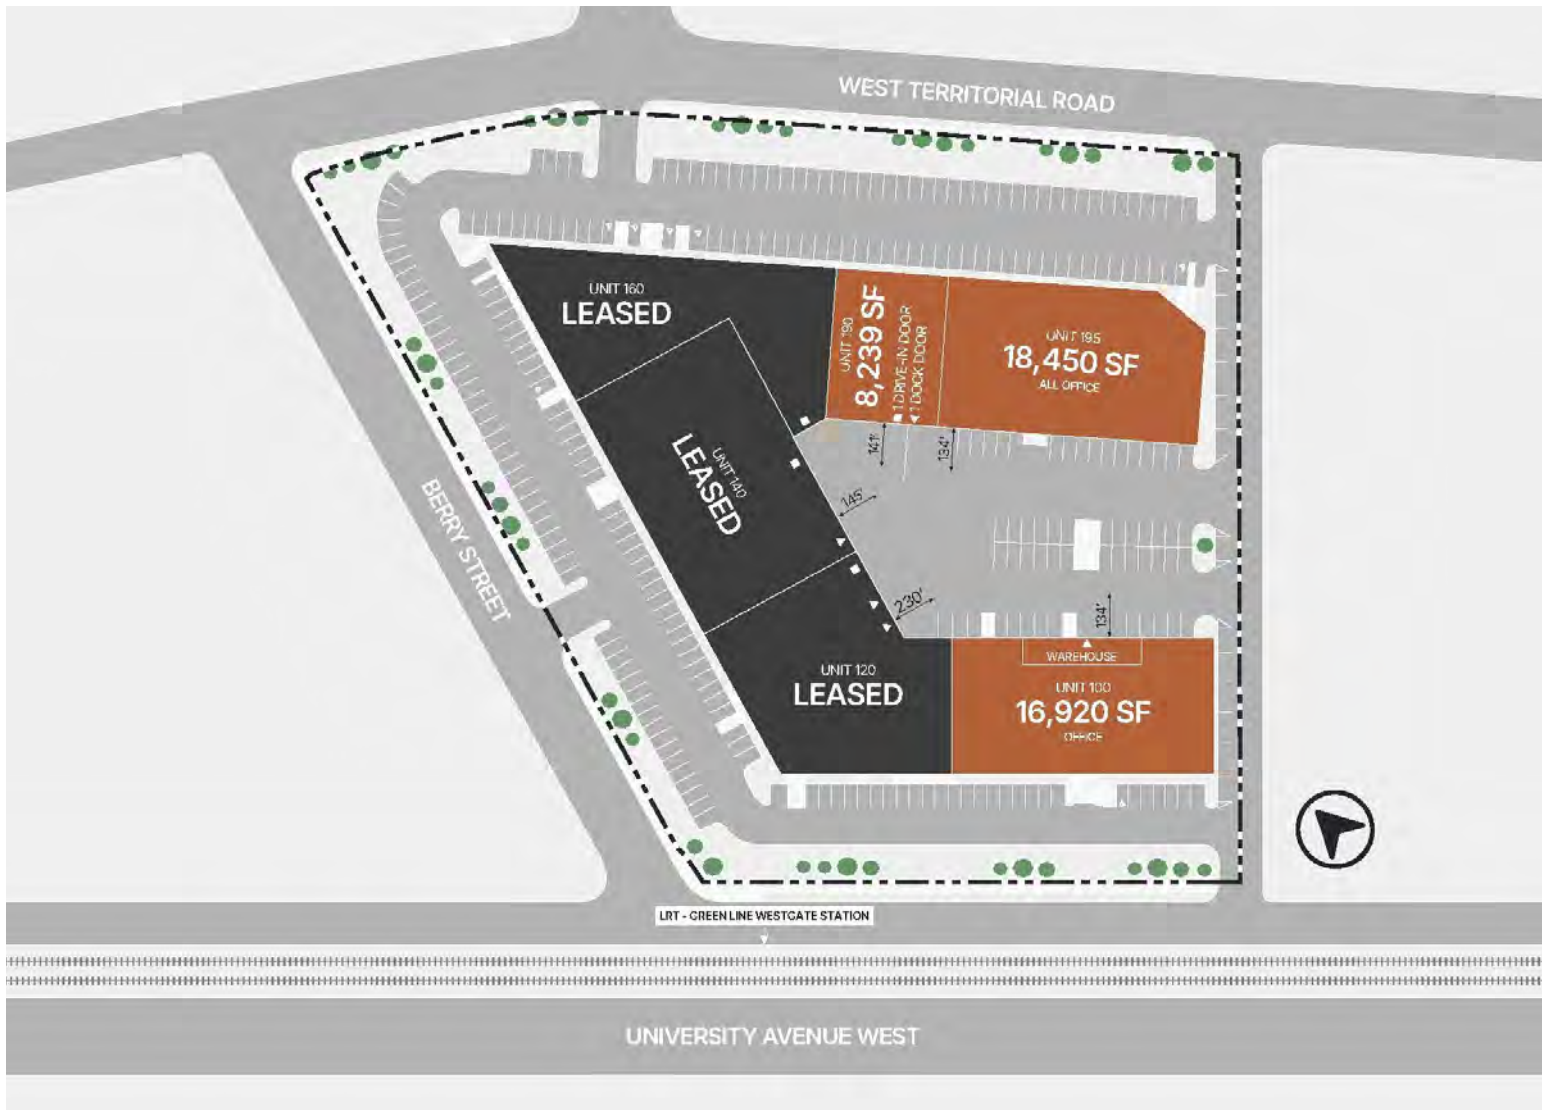 WEST TERRITORIAL ROAD
UNIT 160
LEASED
UNIT 190
8,239 SF
1 DRIVE-IN DOOR
1 DOCK DOOR
UNIT 195
18,450 SF
ALL OFFICE
141'
134'
UNIT 140
LEASED
145'
BERRY STREET
230'
134'
WAREHOUSE
UNIT 120
LEASED
UNIT 100
16,920 SF
OFFICE
LRT - GREEN LINE WESTGATE STATION
UNIVERSITY AVENUE WEST